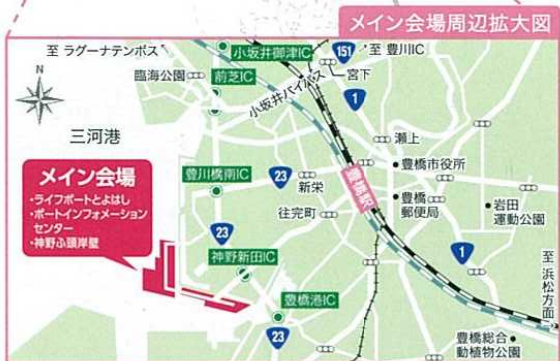 メイン会場周辺拡大図
至 ラグーナテンボス
小坂井御津IC
151
至 豊川IC
臨海公園
前芝IC
宮下
小坂井バイパス
1
N
三河港
瀬上
豊橋市役所
メイン会場
・ライフポートとよはし
・ポートインフォメーション
センター
・神野ふ頭岸壁
豊川橋南IC
23
新栄
豊橋駅
豊橋
郵便局
岩田
運動公園
往完町
23
神野新田IC
1
至 浜松方面
豊橋港IC
23
豊橋総合
動植物公園